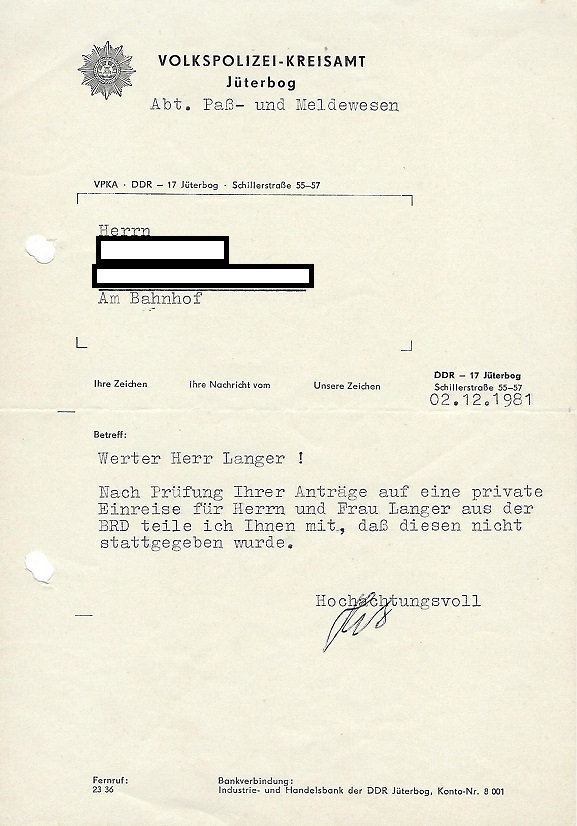 VOLKSPOLIZEI-KREISAMT
Jüterbog
Abt. Paß- und Meldewesen
VPKA · DDR – 17 Jüterbog · Schillerstraße 55–57
Herrn
Am Bahnhof
Ihre Zeichen Ihre Nachricht vom Unsere Zeichen
DDR – 17 Jüterbog
Schillerstraße 55–57
02.12.1981
Betreff:
Werter Herr Langer !
Nach Prüfung Ihrer Anträge auf eine private
Einreise für Herrn und Frau Langer aus der
BRD teile ich Ihnen mit, daß diesen nicht
stattgegeben wurde.
Hochachtungsvoll
Fernruf:
23 36
Bankverbindung:
Industrie- und Handelsbank der DDR Jüterbog, Konto-Nr. 8 001